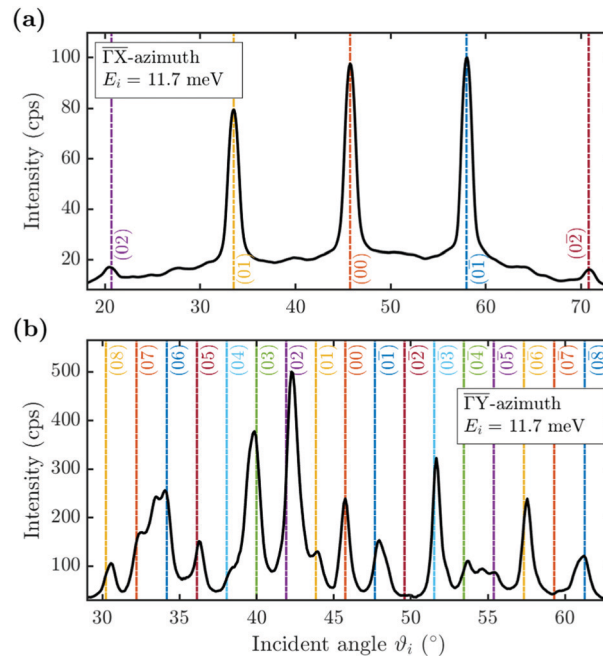 (a)
Γ̅X̅-azimuth
E_i = 11.7 meV
Intensity (cps)
100
80
60
40
20
(02)
(01)
(00)
(01̅)
(02̅)
20 30 40 50 60 70
(b)
(08) (07) (06) (05) (04) (03) (02) (01) (00) (01̅) (02̅) (03̅) (04̅) (05̅) (06̅) (07̅) (08̅)
Γ̅Y̅-azimuth
E_i = 11.7 meV
Intensity (cps)
500
400
300
200
100
30 35 40 45 50 55 60
Incident angle ϑ_i (°)